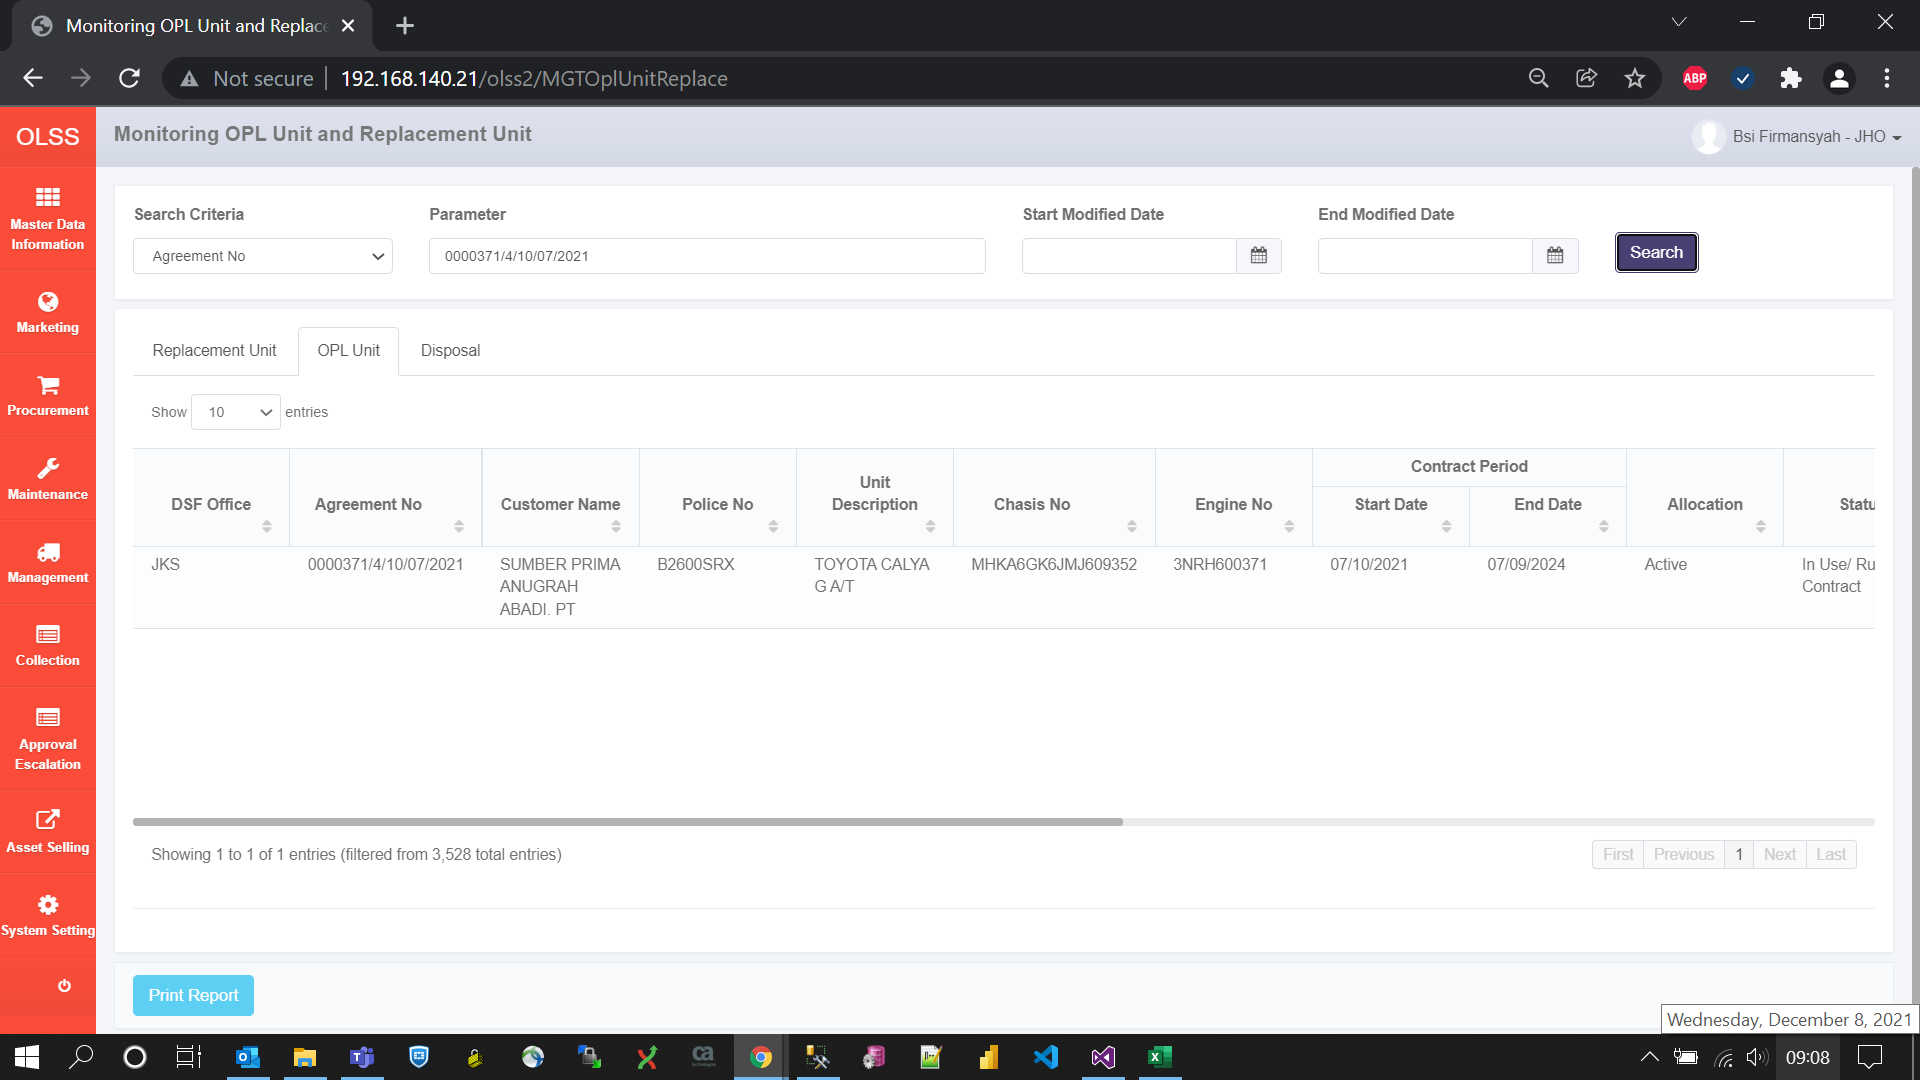 Monitoring OPL Unit and Replace
Not secure
192.168.140.21/olss2/MGTOplUnitReplace
ABP
OLSS
Monitoring OPL Unit and Replacement Unit
Bsi Firmansyah - JHO
Master Data
Information
Marketing
Procurement
Maintenance
Management
Collection
Approval
Escalation
Asset Selling
System Setting
Search Criteria
Parameter
Start Modified Date
End Modified Date
Agreement No
0000371/4/10/07/2021
Search
Replacement Unit
OPL Unit
Disposal
Show 10 entries
DSF Office
Agreement No
Customer Name
Police No
Unit
Description
Chasis No
Engine No
Contract Period
Start Date
End Date
Allocation
Statu
JKS
0000371/4/10/07/2021
SUMBER PRIMA
ANUGRAH
ABADI. PT
B2600SRX
TOYOTA CALYA
G A/T
MHKA6GK6JMJ609352
3NRH600371
07/10/2021
07/09/2024
Active
In Use/ Ru
Contract
Showing 1 to 1 of 1 entries (filtered from 3,528 total entries)
First
Previous
1
Next
Last
Print Report
Wednesday, December 8, 2021
ca
09:08